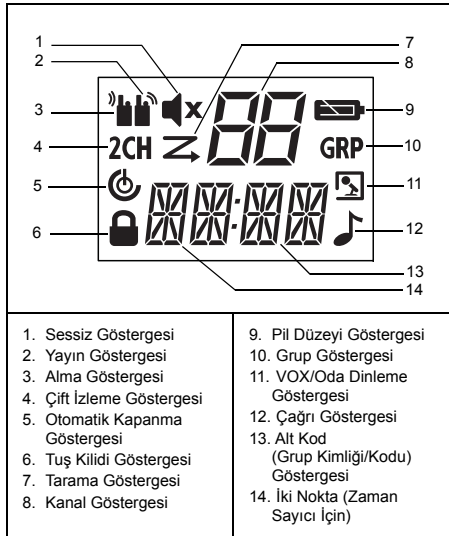 1
2
3
4
5
6
7
8
9
10
11
12
13
14
2CH
GRP
1. Sessiz Göstergesi
2. Yayın Göstergesi
3. Alma Göstergesi
4. Çift İzleme Göstergesi
5. Otomatik Kapanma
Göstergesi
6. Tuş Kilidi Göstergesi
7. Tarama Göstergesi
8. Kanal Göstergesi
9. Pil Düzeyi Göstergesi
10. Grup Göstergesi
11. VOX/Oda Dinleme
Göstergesi
12. Çağrı Göstergesi
13. Alt Kod
(Grup Kimliği/Kodu)
Göstergesi
14. İki Nokta (Zaman
Sayıcı İçin)